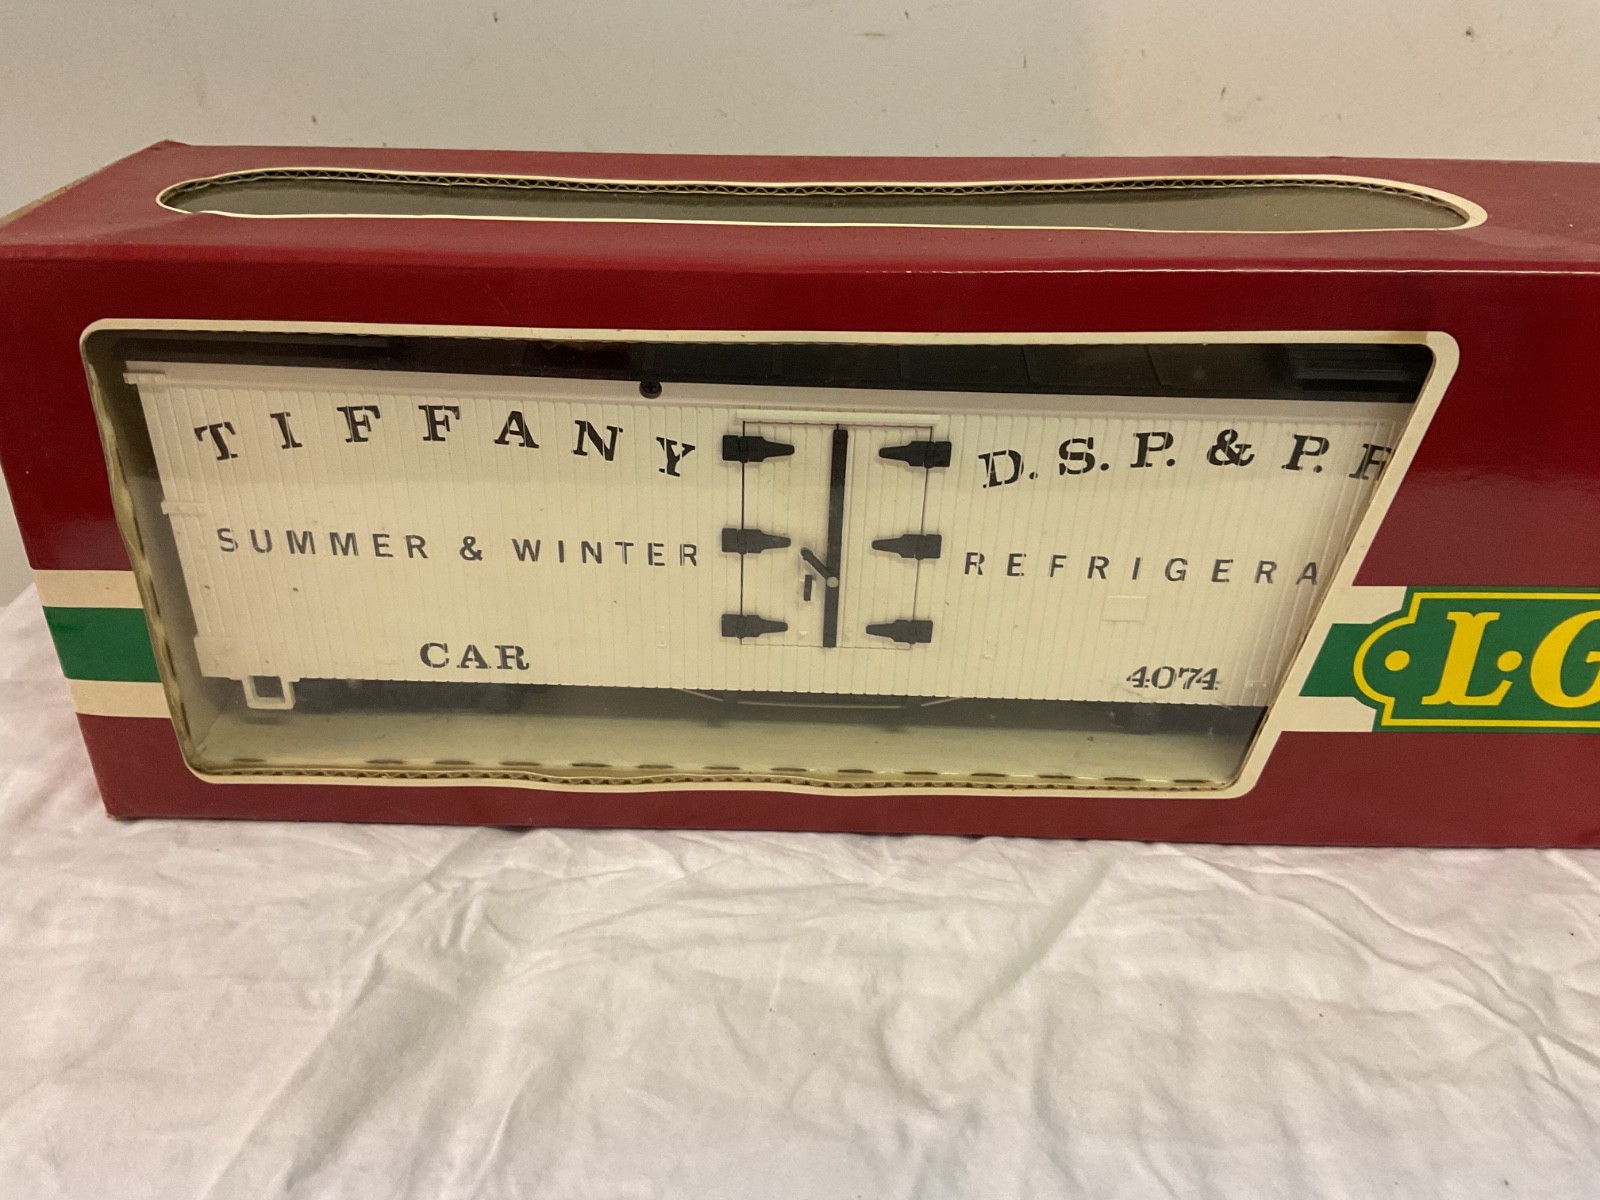 TIFFANY D.S.P. & P.R
SUMMER & WINTER REFRIGERA
CAR 4074
L·G